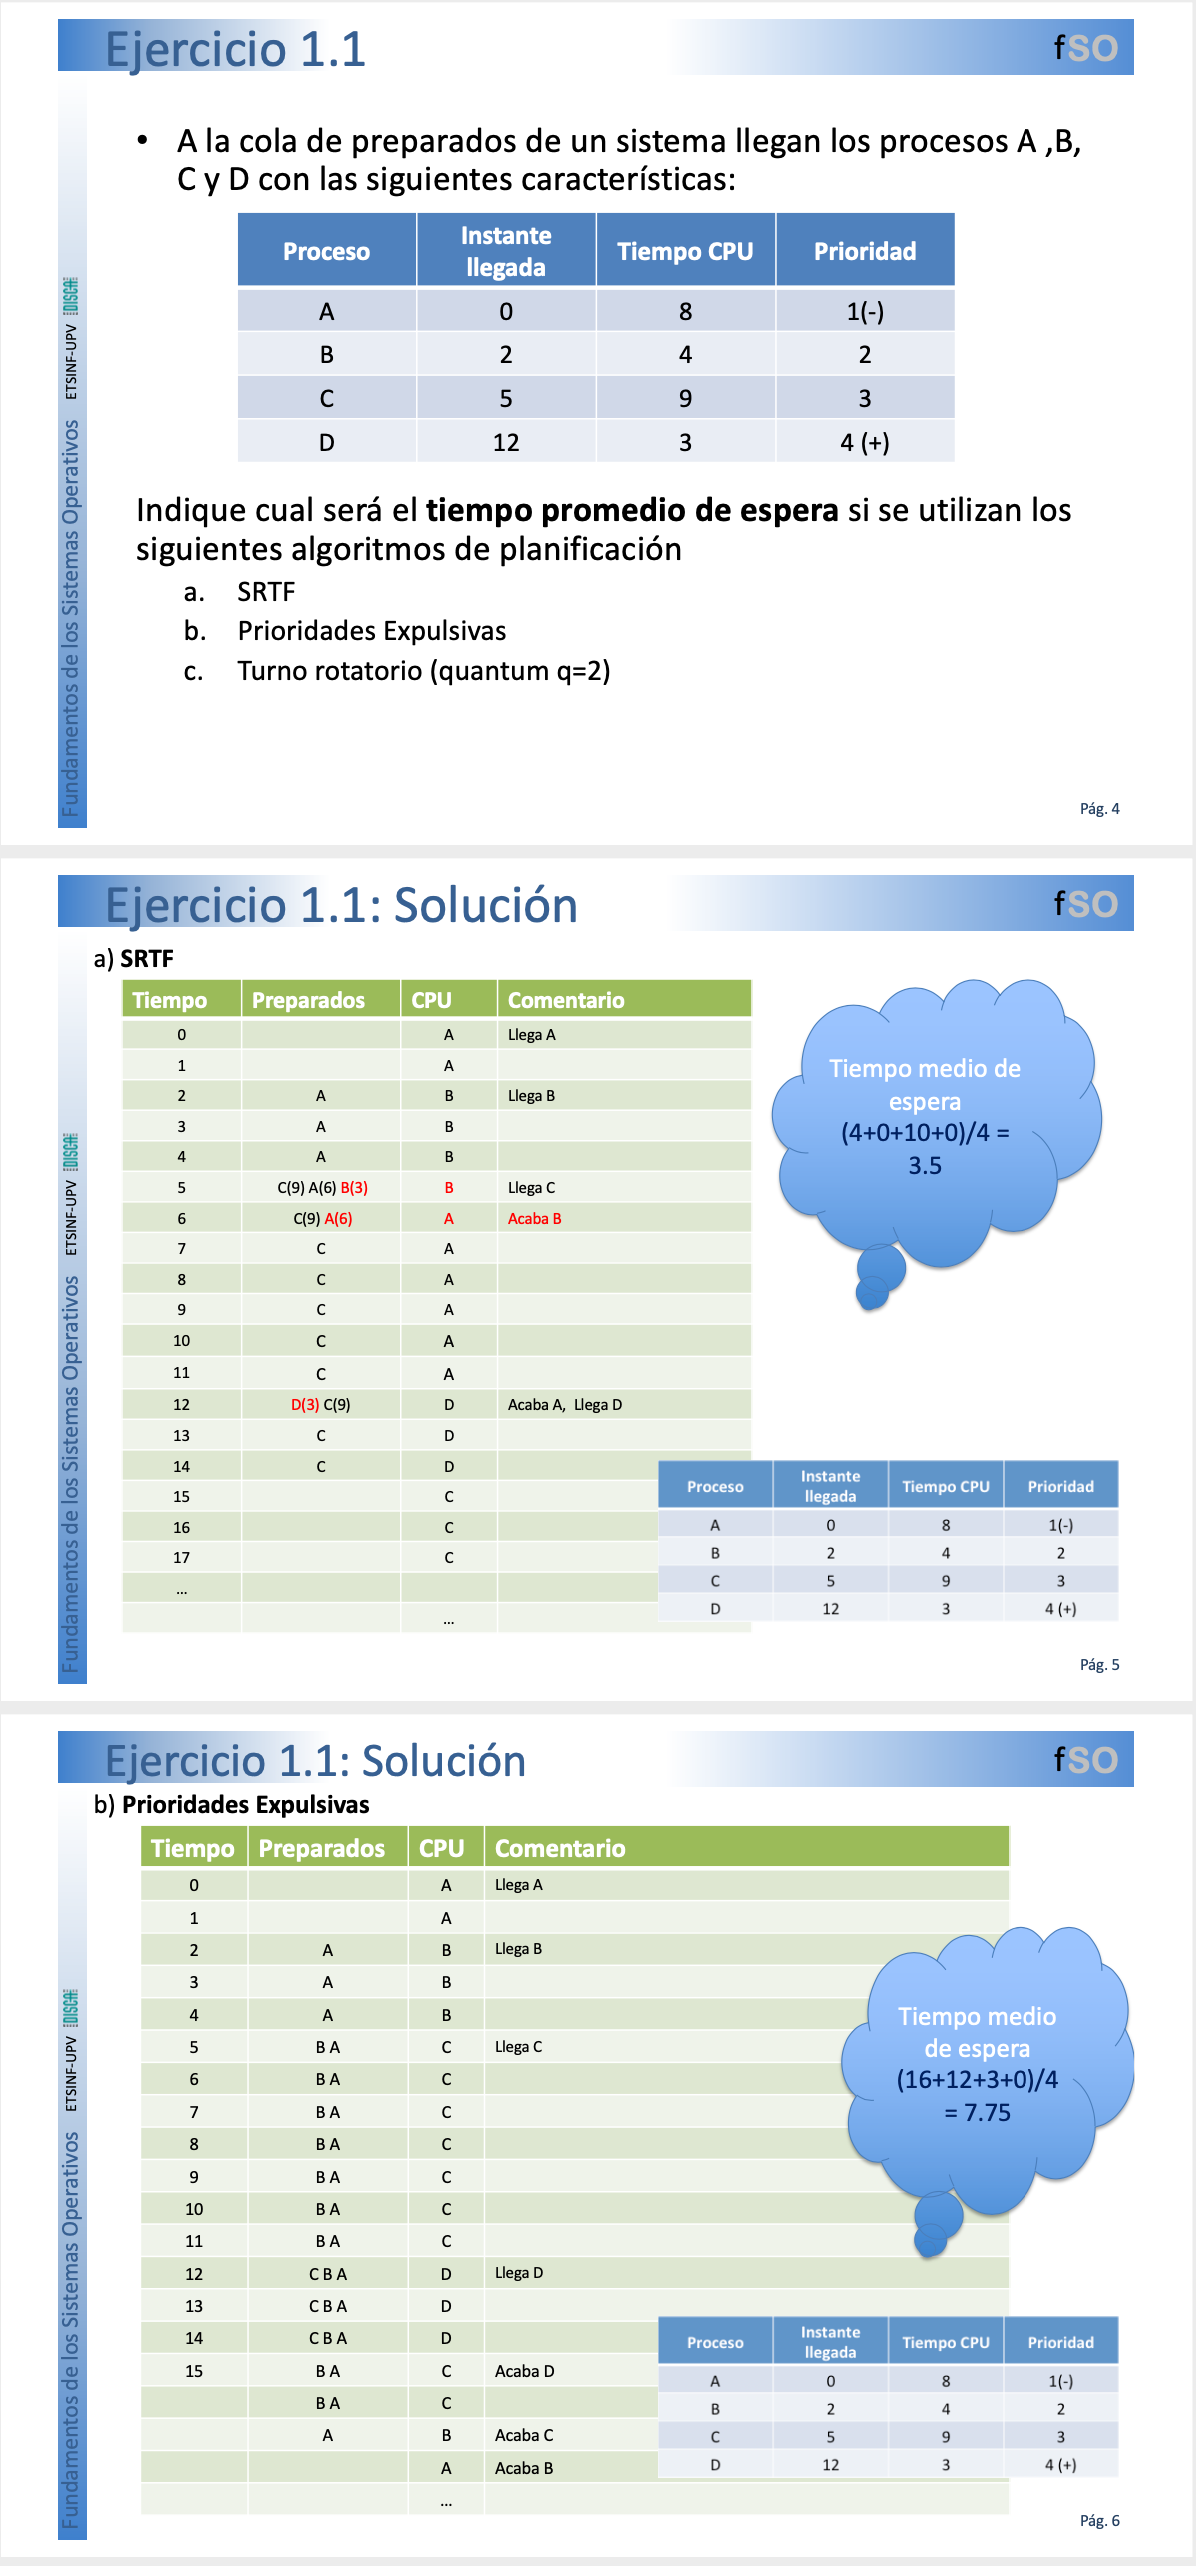 Ejercicio 1.1
fSO
• A la cola de preparados de un sistema llegan los procesos A ,B,
C y D con las siguientes características:
Proceso Instante llegada Tiempo CPU Prioridad
A 0 8 1(-)
B 2 4 2
C 5 9 3
D 12 3 4 (+)
Indique cual será el tiempo promedio de espera si se utilizan los
siguientes algoritmos de planificación
a. SRTF
b. Prioridades Expulsivas
c. Turno rotatorio (quantum q=2)
Fundamentos de los Sistemas Operativos ETSINF-UPV DISCA
Pág. 4
Ejercicio 1.1: Solución
fSO
a) SRTF
Tiempo Preparados CPU Comentario
0 A Llega A
1 A
2 A B Llega B
3 A B
4 A B
5 C(9) A(6) B(3) B Llega C
6 C(9) A(6) A Acaba B
7 C A
8 C A
9 C A
10 C A
11 C A
12 D(3) C(9) D Acaba A, Llega D
13 C D
14 C D
15 C
16 C
17 C
...
...
Tiempo medio de
espera
(4+0+10+0)/4 =
3.5
Proceso Instante llegada Tiempo CPU Prioridad
A 0 8 1(-)
B 2 4 2
C 5 9 3
D 12 3 4 (+)
Fundamentos de los Sistemas Operativos ETSINF-UPV DISCA
Pág. 5
Ejercicio 1.1: Solución
fSO
b) Prioridades Expulsivas
Tiempo Preparados CPU Comentario
0 A Llega A
1 A
2 A B Llega B
3 A B
4 A B
5 B A C Llega C
6 B A C
7 B A C
8 B A C
9 B A C
10 B A C
11 B A C
12 C B A D Llega D
13 C B A D
14 C B A D
15 B A C Acaba D
B A C
A B Acaba C
A Acaba B
...
Tiempo medio
de espera
(16+12+3+0)/4
= 7.75
Proceso Instante llegada Tiempo CPU Prioridad
A 0 8 1(-)
B 2 4 2
C 5 9 3
D 12 3 4 (+)
Fundamentos de los Sistemas Operativos ETSINF-UPV DISCA
Pág. 6